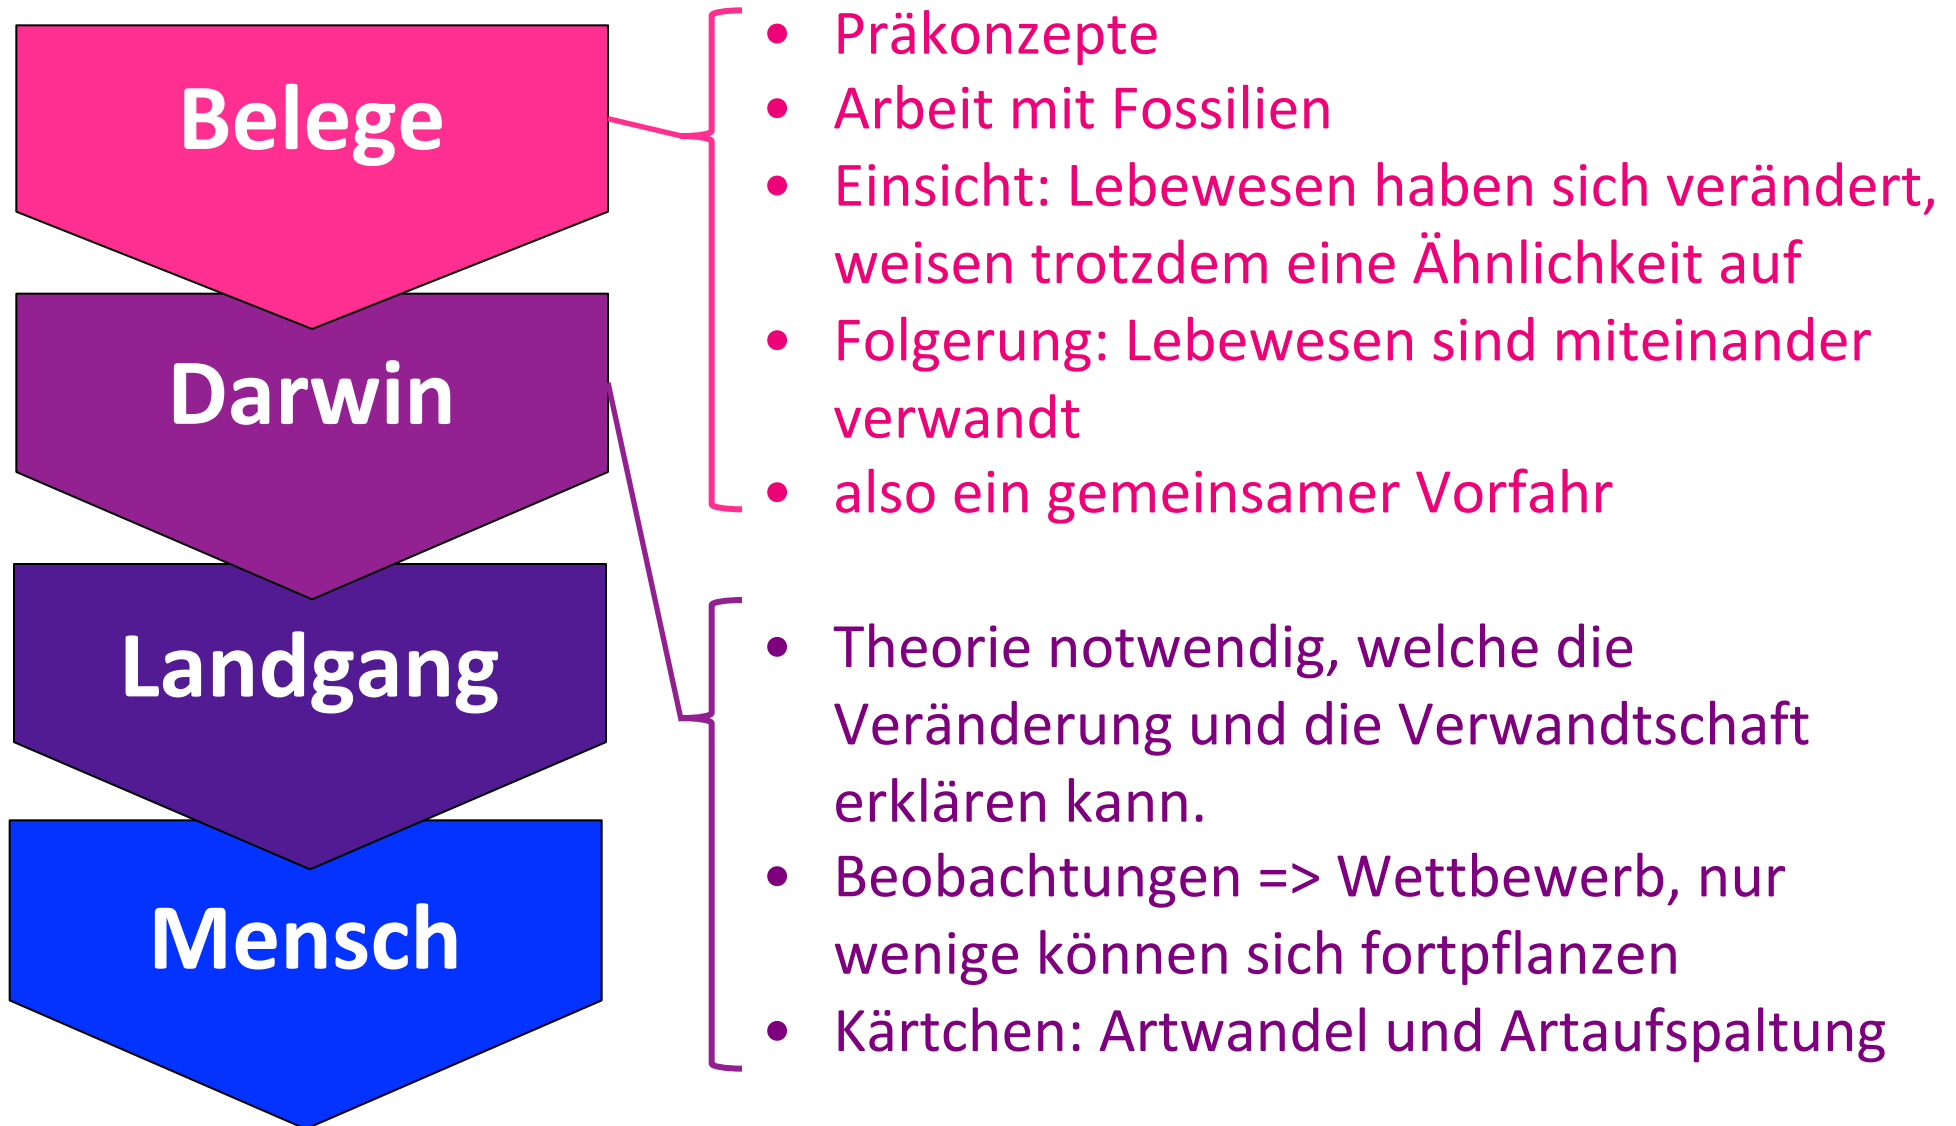 Belege
• Präkonzepte
• Arbeit mit Fossilien
• Einsicht: Lebewesen haben sich verändert,
weisen trotzdem eine Ähnlichkeit auf
• Folgerung: Lebewesen sind miteinander
verwandt
• also ein gemeinsamer Vorfahr
Darwin
• Theorie notwendig, welche die
Veränderung und die Verwandtschaft
erklären kann.
• Beobachtungen => Wettbewerb, nur
wenige können sich fortpflanzen
• Kärtchen: Artwandel und Artaufspaltung
Landgang
Mensch